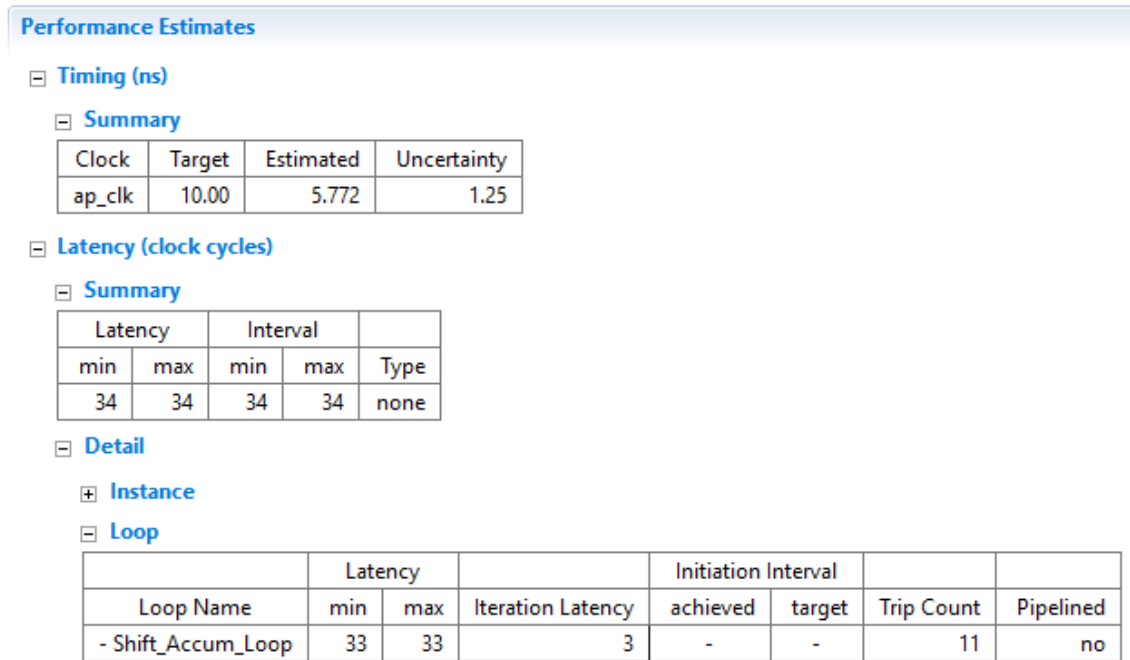 Performance Estimates
Timing (ns)
Summary
Clock Target Estimated Uncertainty
ap_clk 10.00 5.772 1.25
Latency (clock cycles)
Summary
Latency Interval
min max min max Type
34 34 34 34 none
Detail
Instance
Loop
Latency Initiation Interval
Loop Name min max Iteration Latency achieved target Trip Count Pipelined
- Shift_Accum_Loop 33 33 3 - - 11 no